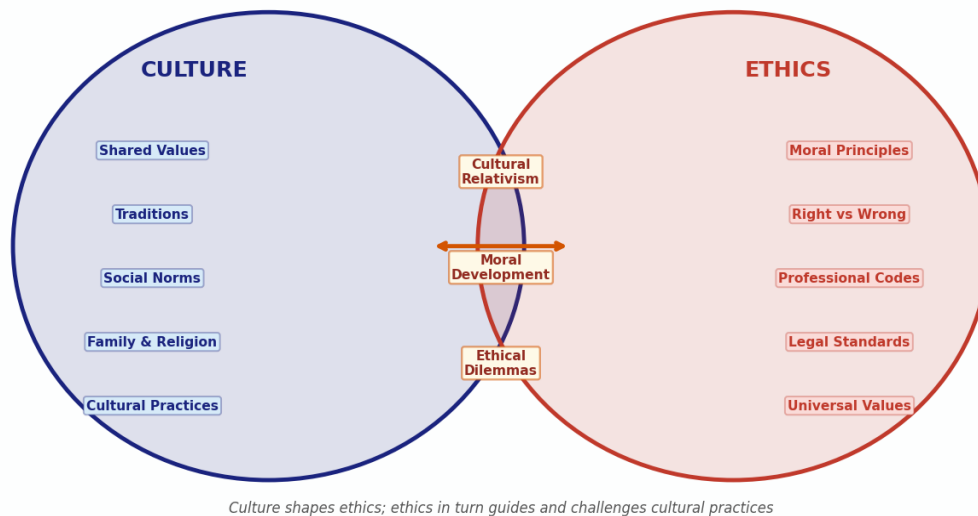 CULTURE
Shared Values
Traditions
Social Norms
Family & Religion
Cultural Practices
Cultural
Relativism
Moral
Development
Ethical
Dilemmas
ETHICS
Moral Principles
Right vs Wrong
Professional Codes
Legal Standards
Universal Values
Culture shapes ethics; ethics in turn guides and challenges cultural practices